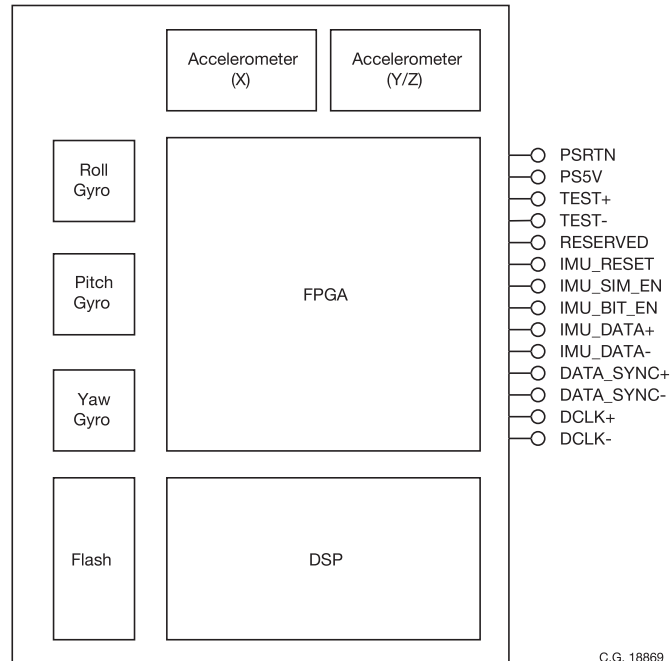 Accelerometer
(X)
Accelerometer
(Y/Z)
Roll
Gyro
Pitch
Gyro
Yaw
Gyro
FPGA
Flash
DSP
PSRTN
PS5V
TEST+
TEST-
RESERVED
IMU_RESET
IMU_SIM_EN
IMU_BIT_EN
IMU_DATA+
IMU_DATA-
DATA_SYNC+
DATA_SYNC-
DCLK+
DCLK-
C.G. 18869